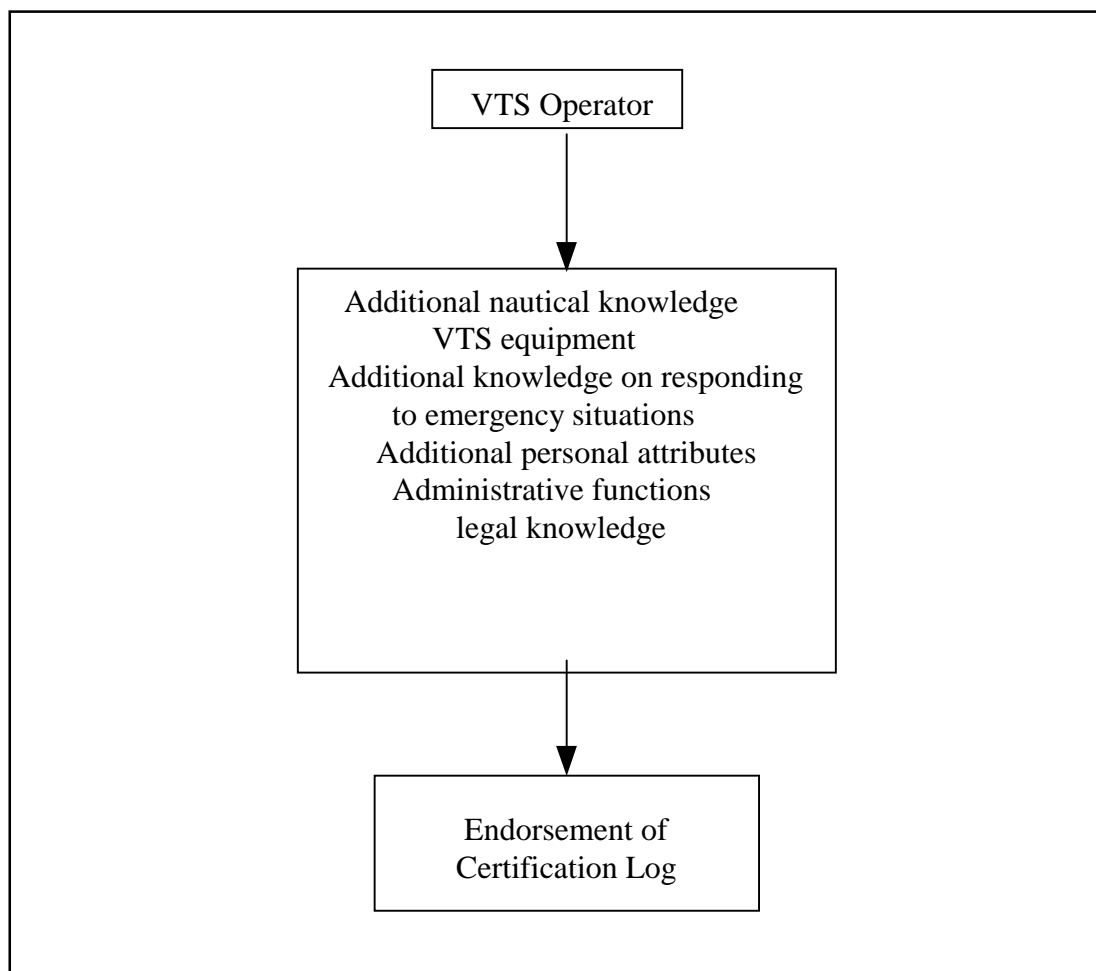 VTS Operator
Additional nautical knowledge
VTS equipment
Additional knowledge on responding
to emergency situations
Additional personal attributes
Administrative functions
legal knowledge
Endorsement of
Certification Log